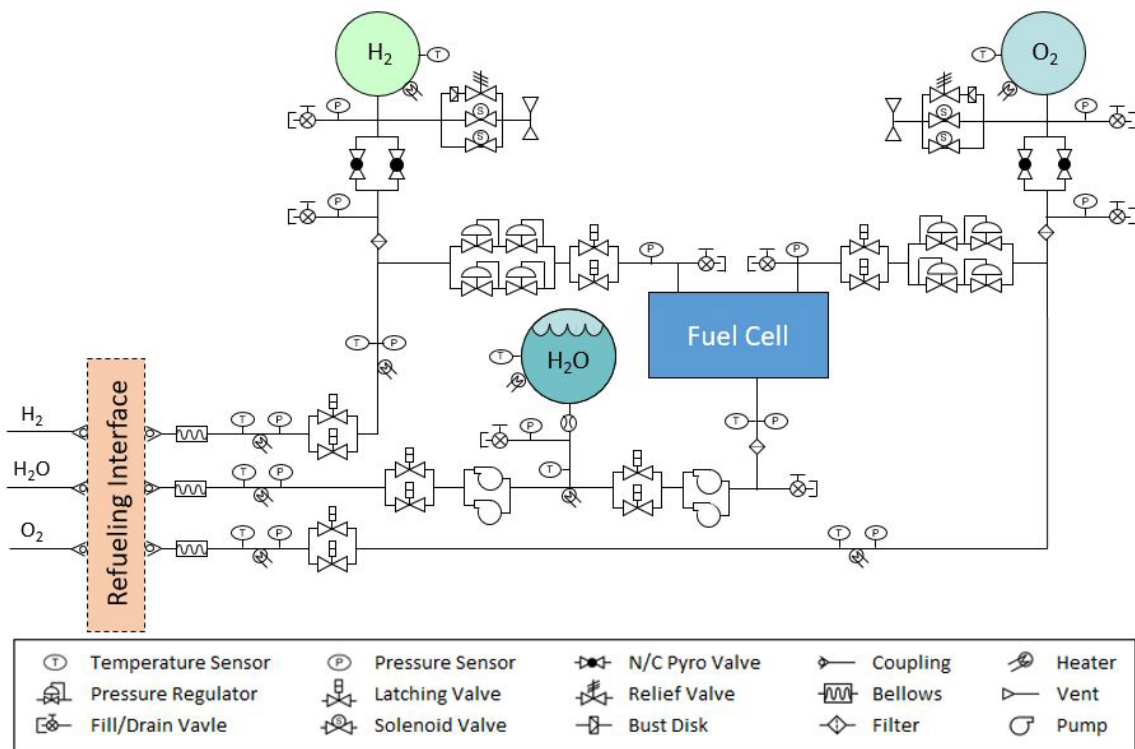 H₂
T
O₂
T
P
S
S
S
S
P
P
P
P
P
H₂O
T
Fuel Cell
T
P
H₂
T
P
P
T
P
H₂O
T
P
T
O₂
T
P
T
P
Refueling Interface
T Temperature Sensor
P Pressure Sensor
N/C Pyro Valve
Coupling
Heater
Pressure Regulator
Latching Valve
Relief Valve
Bellows
Vent
Fill/Drain Vavle
S Solenoid Valve
Bust Disk
Filter
Pump